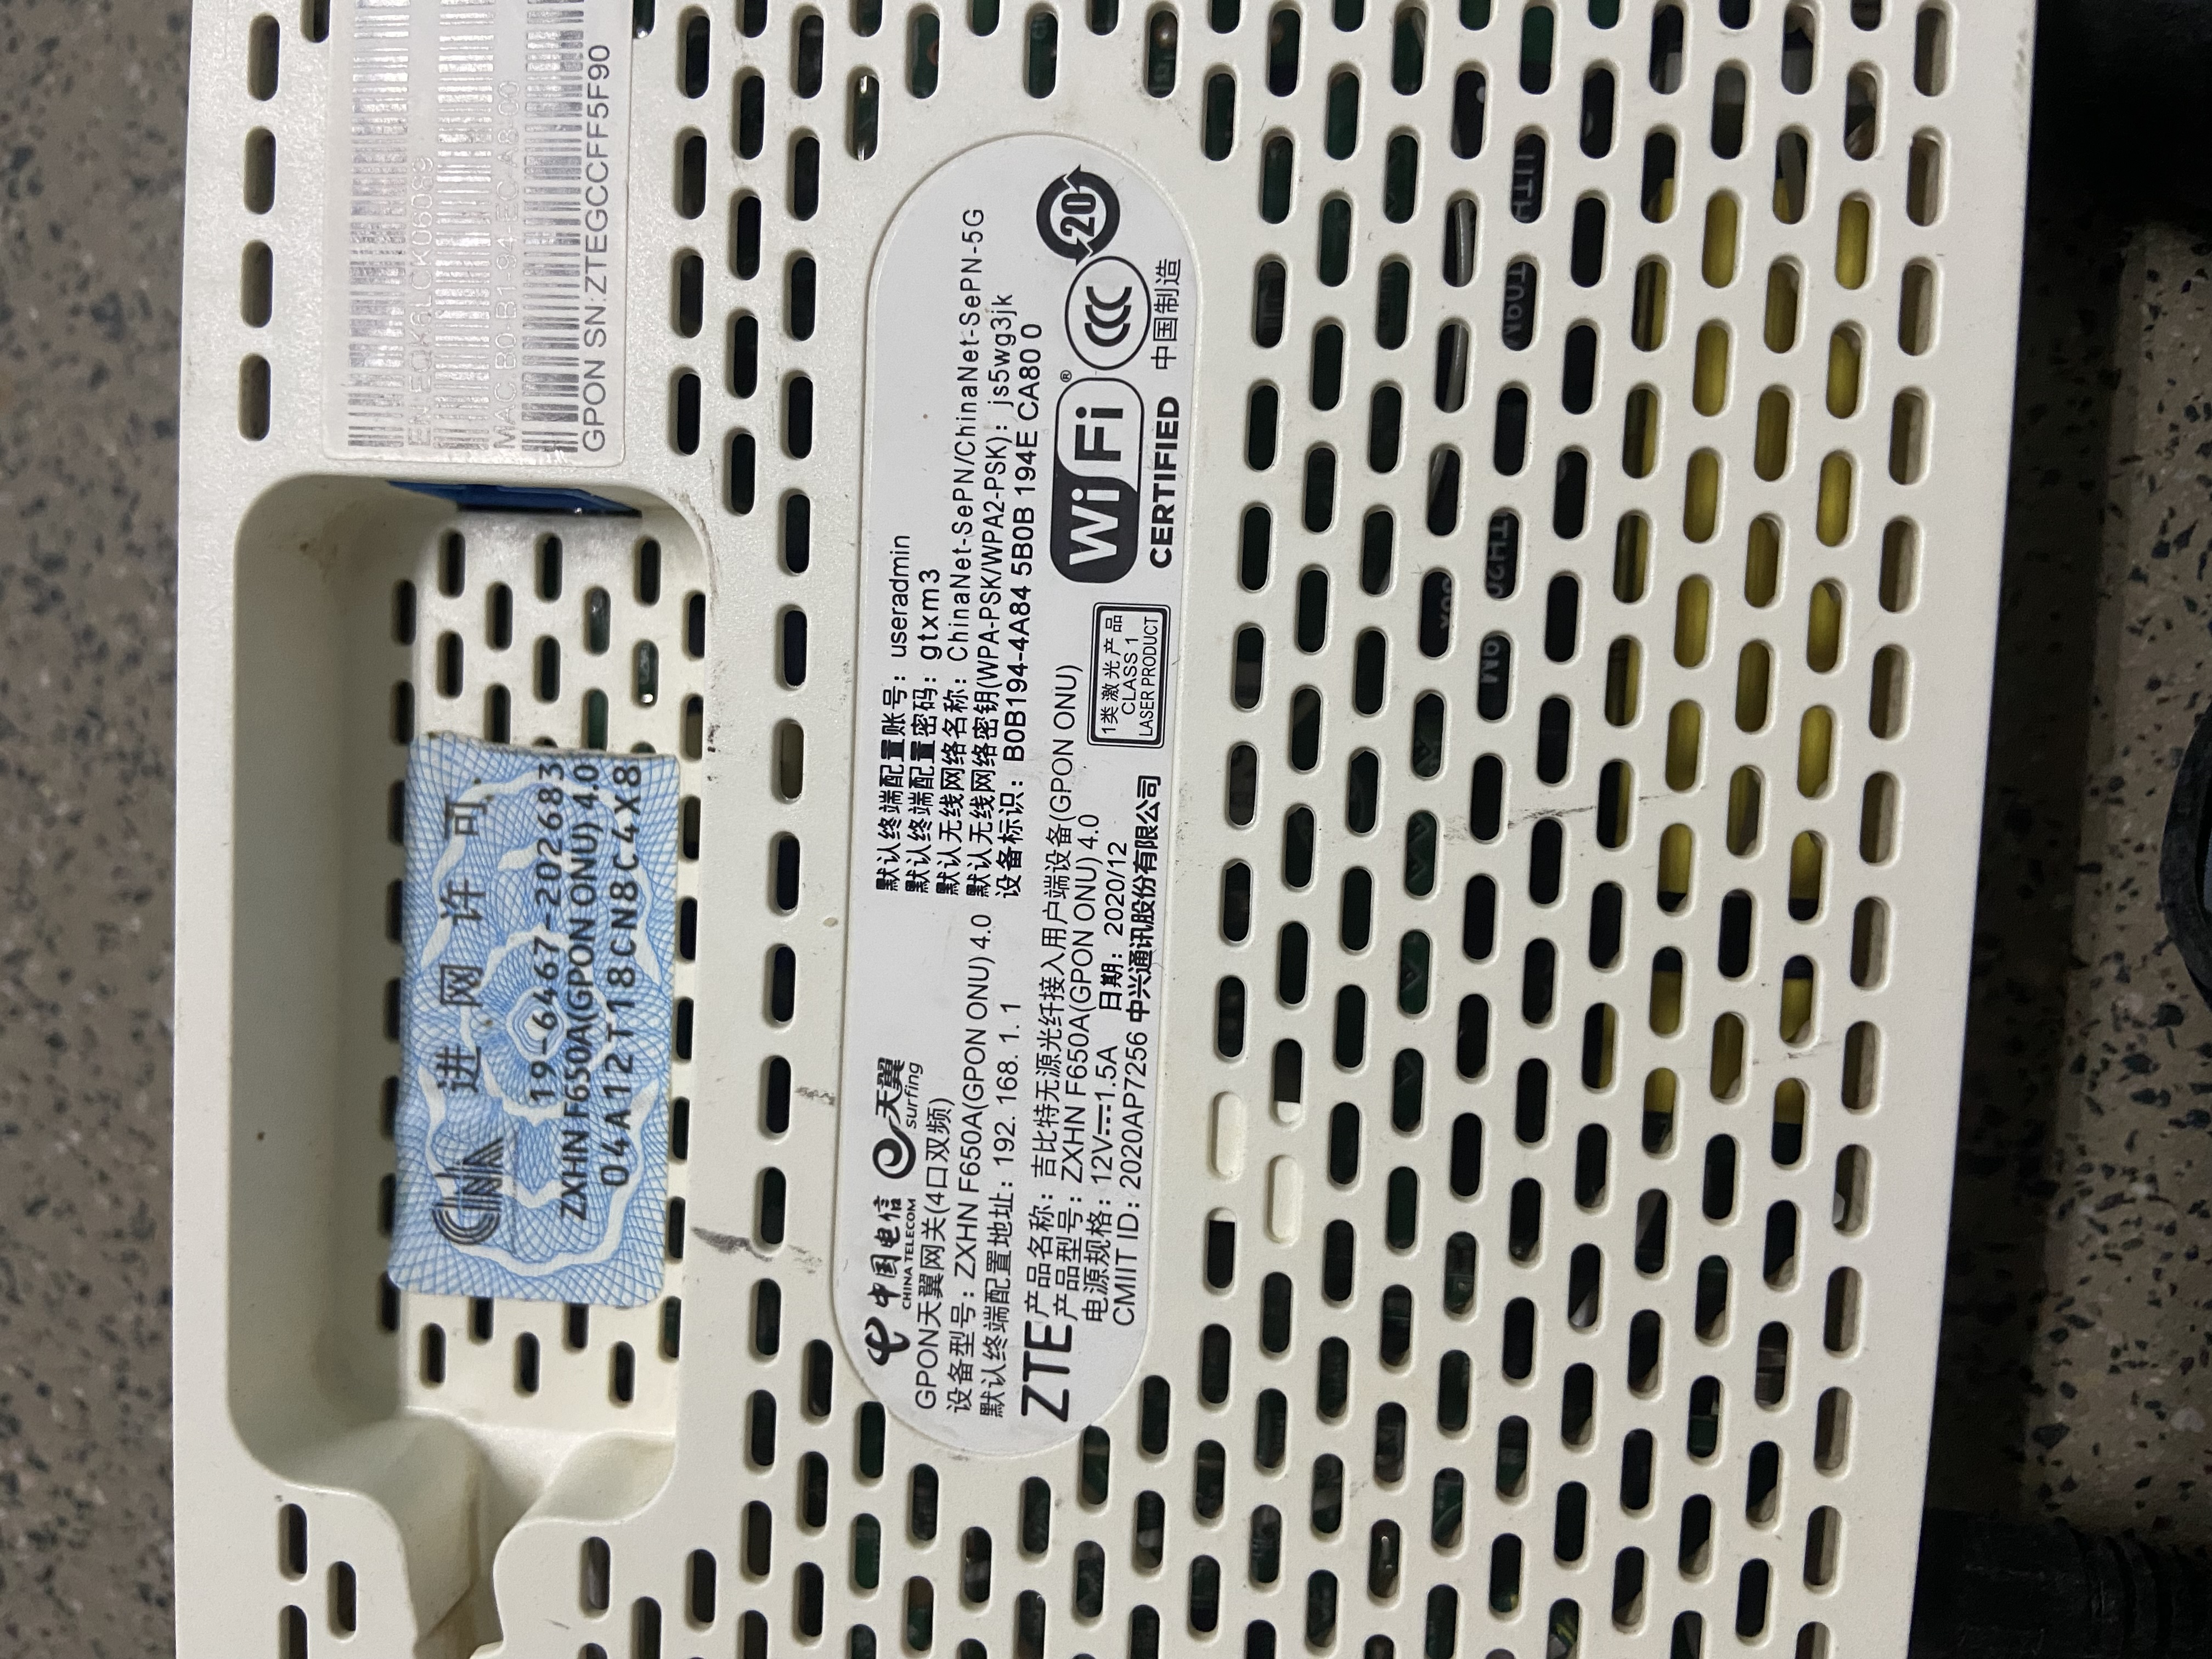 EN:EQK6LCK06089
MAC:B0-B1-94-ECA8-00
GPON SN:ZTEGCCFF5F90
CMIA
进网许可
19-6467-202683
ZXHN F650A(GPON ONU) 4.0
04A12T18CN8C4X8
中国电信
CHINA TELECOM
天翼
surfing
GPON天翼网关(4口双频)
设备型号：ZXHN F650A(GPON ONU) 4.0
默认终端配置地址：192.168.1.1
默认终端配置账号：useradmin
默认终端配置密码：gtxm3
默认无线网络名称：ChinaNet-SePN/ChinaNet-SePN-5G
默认无线网络密钥(WPA-PSK/WPA2-PSK)：js5wg3jk
设备标识：B0B194-4A84 5B0B 194E CA80 0
ZTE
产品名称：吉比特无源光纤接入用户端设备(GPON ONU)
产品型号：ZXHN F650A(GPON ONU) 4.0
电源规格：12V⎓1.5A 日期：2020/12
CMIIT ID：2020AP7256 中兴通讯股份有限公司
1类激光产品
CLASS 1
LASER PRODUCT
WiFi®
CERTIFIED
CCC
20
中国制造